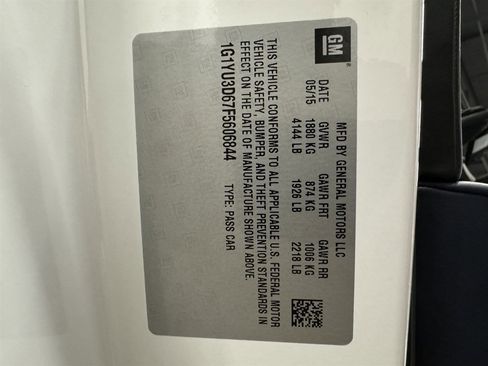 GM
MFD BY GENERAL MOTORS LLC
DATE GVWR GAWR FRT GAWR RR
05/15 1880 KG 874 KG 1006 KG
4144 LB 1926 LB 2218 LB
THIS VEHICLE CONFORMS TO ALL APPLICABLE U.S. FEDERAL MOTOR
VEHICLE SAFETY, BUMPER, AND THEFT PREVENTION STANDARDS IN
EFFECT ON THE DATE OF MANUFACTURE SHOWN ABOVE.
1G1YU3D67F5606844 TYPE: PASS CAR